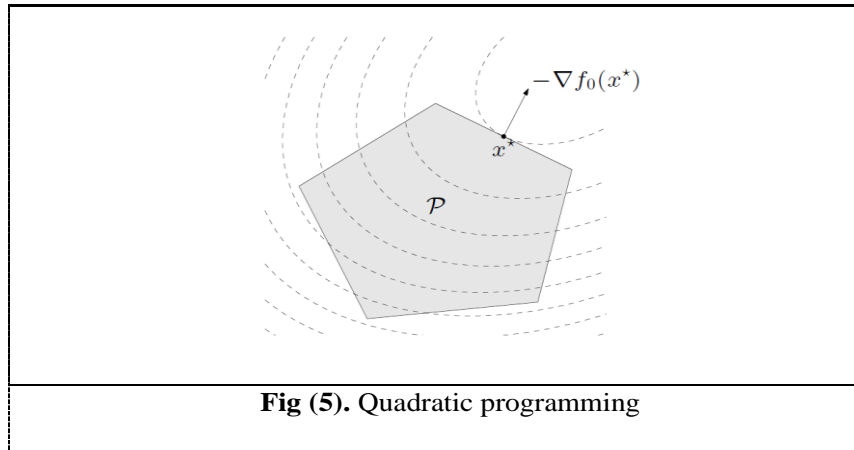 −∇f₀(x⋆)
x⋆
𝒫
Fig (5). Quadratic programming